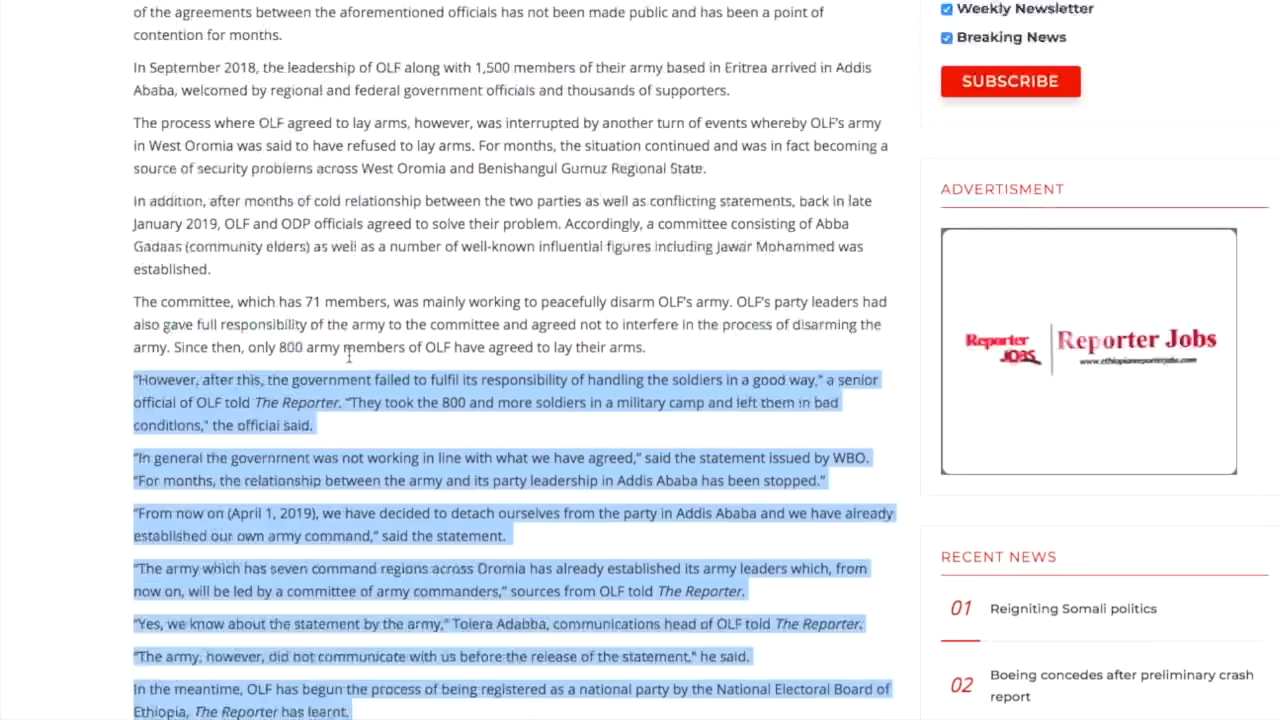 of the agreements between the aforementioned officials has not been made public and has been a point of
contention for months.
In September 2018, the leadership of OLF along with 1,500 members of their army based in Eritrea arrived in Addis
Ababa, welcomed by regional and federal government officials and thousands of supporters.
The process where OLF agreed to lay arms, however, was interrupted by another turn of events whereby OLF's army
in West Oromia was said to have refused to lay arms. For months, the situation continued and was in fact becoming a
source of security problems across West Oromia and Benishangul Gumuz Regional State.
In addition, after months of cold relationship between the two parties as well as conflicting statements, back in late
January 2019, OLF and ODP officials agreed to solve their problem. Accordingly, a committee consisting of Abba
Gadaas (community elders) as well as a number of well-known influential figures including Jawar Mohammed was
established.
The committee, which has 71 members, was mainly working to peacefully disarm OLF's army. OLF's party leaders had
also gave full responsibility of the army to the committee and agreed not to interfere in the process of disarming the
army. Since then, only 800 army members of OLF have agreed to lay their arms.
"However, after this, the government failed to fulfil its responsibility of handling the soldiers in a good way," a senior
official of OLF told The Reporter. "They took the 800 and more soldiers in a military camp and left them in bad
conditions," the official said.
"In general the government was not working in line with what we have agreed," said the statement issued by WBO.
"For months, the relationship between the army and its party leadership in Addis Ababa has been stopped."
"From now on (April 1, 2019), we have decided to detach ourselves from the party in Addis Ababa and we have already
established our own army command," said the statement.
"The army which has seven command regions across Oromia has already established its army leaders which, from
now on, will be led by a committee of army commanders," sources from OLF told The Reporter.
"Yes, we know about the statement by the army," Tolera Adabba, communications head of OLF told The Reporter.
"The army, however, did not communicate with us before the release of the statement," he said.
In the meantime, OLF has begun the process of being registered as a national party by the National Electoral Board of
Ethiopia, The Reporter has learnt.
Weekly Newsletter
Breaking News
SUBSCRIBE
ADVERTISMENT
Reporter
JOBS
Reporter Jobs
www.ethiopianreporterjobs.com
RECENT NEWS
01 Reigniting Somali politics
02 Boeing concedes after preliminary crash
report